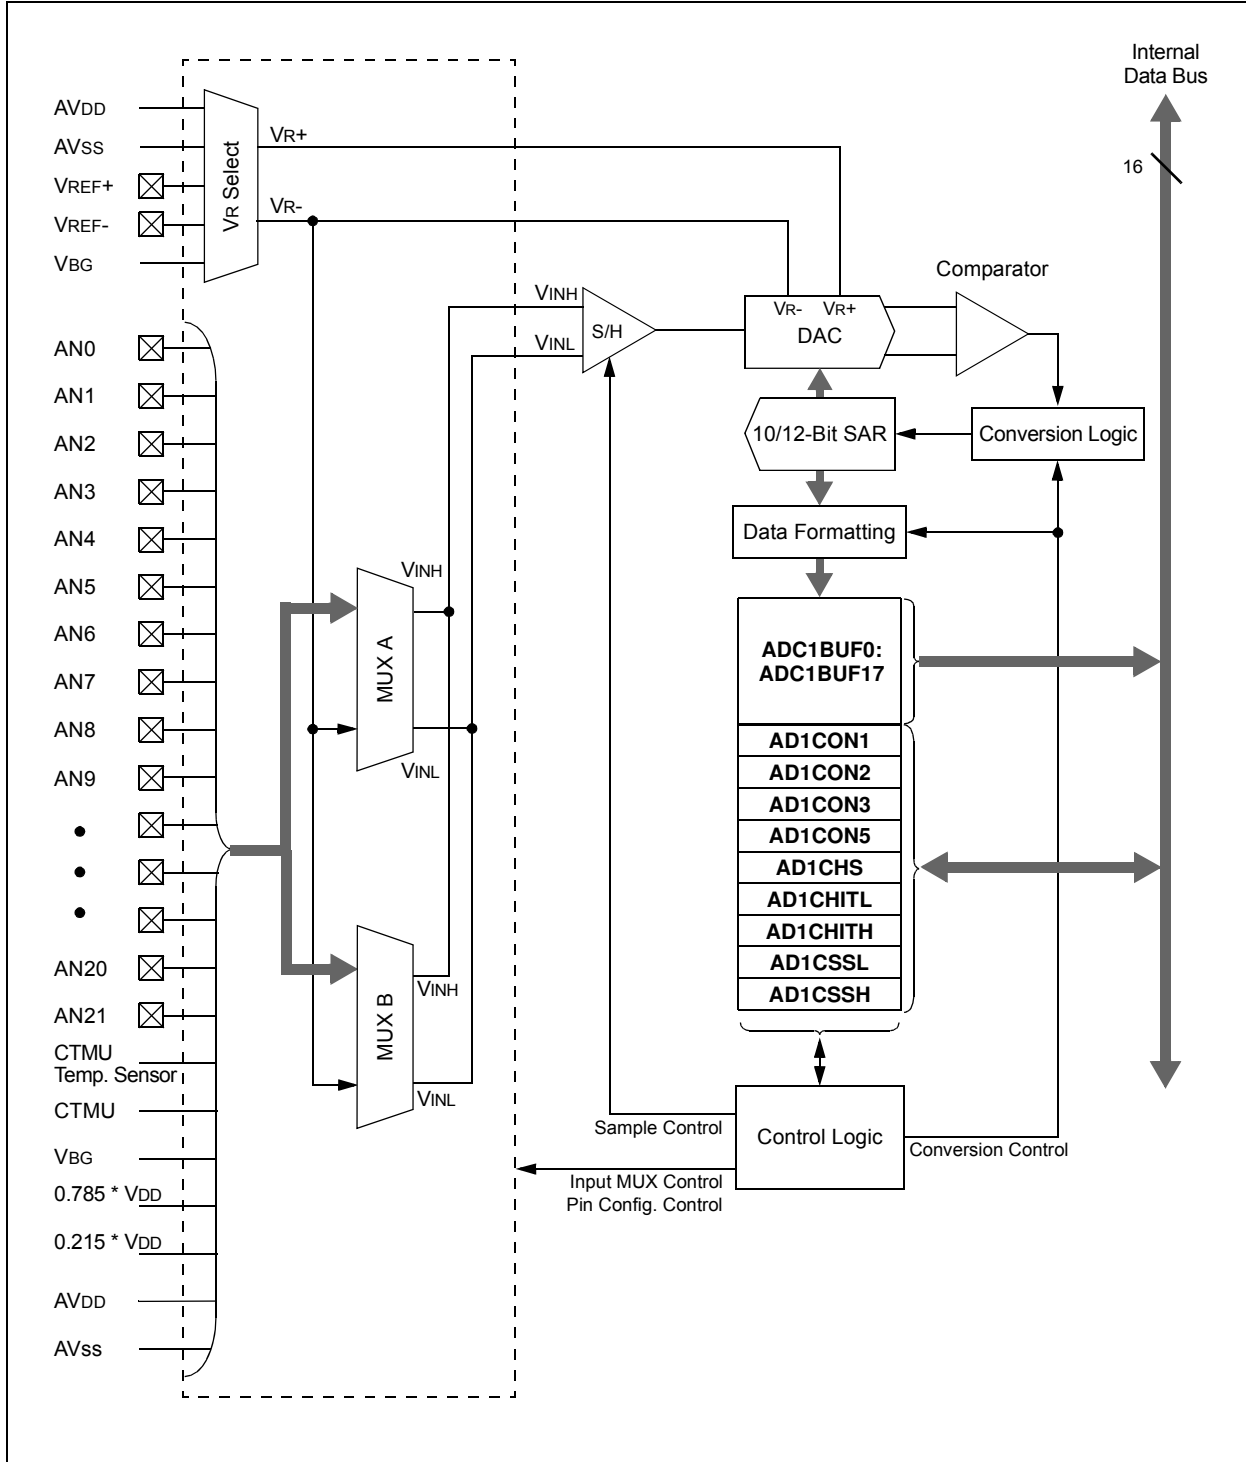 Internal
Data Bus
16
AVDD
AVSS
VREF+
VREF-
VBG
VR Select
VR+
VR-
AN0
AN1
AN2
AN3
AN4
AN5
AN6
AN7
AN8
AN9
AN20
AN21
CTMU
Temp. Sensor
CTMU
VBG
0.785 * VDD
0.215 * VDD
AVDD
AVss
VINH
MUX A
VINL
VINH
MUX B
VINL
VINH
VINL
S/H
VR- VR+
DAC
Comparator
10/12-Bit SAR
Conversion Logic
Data Formatting
ADC1BUF0:
ADC1BUF17
AD1CON1
AD1CON2
AD1CON3
AD1CON5
AD1CHS
AD1CHITL
AD1CHITH
AD1CSSL
AD1CSSH
Control Logic
Sample Control
Conversion Control
Input MUX Control
Pin Config. Control